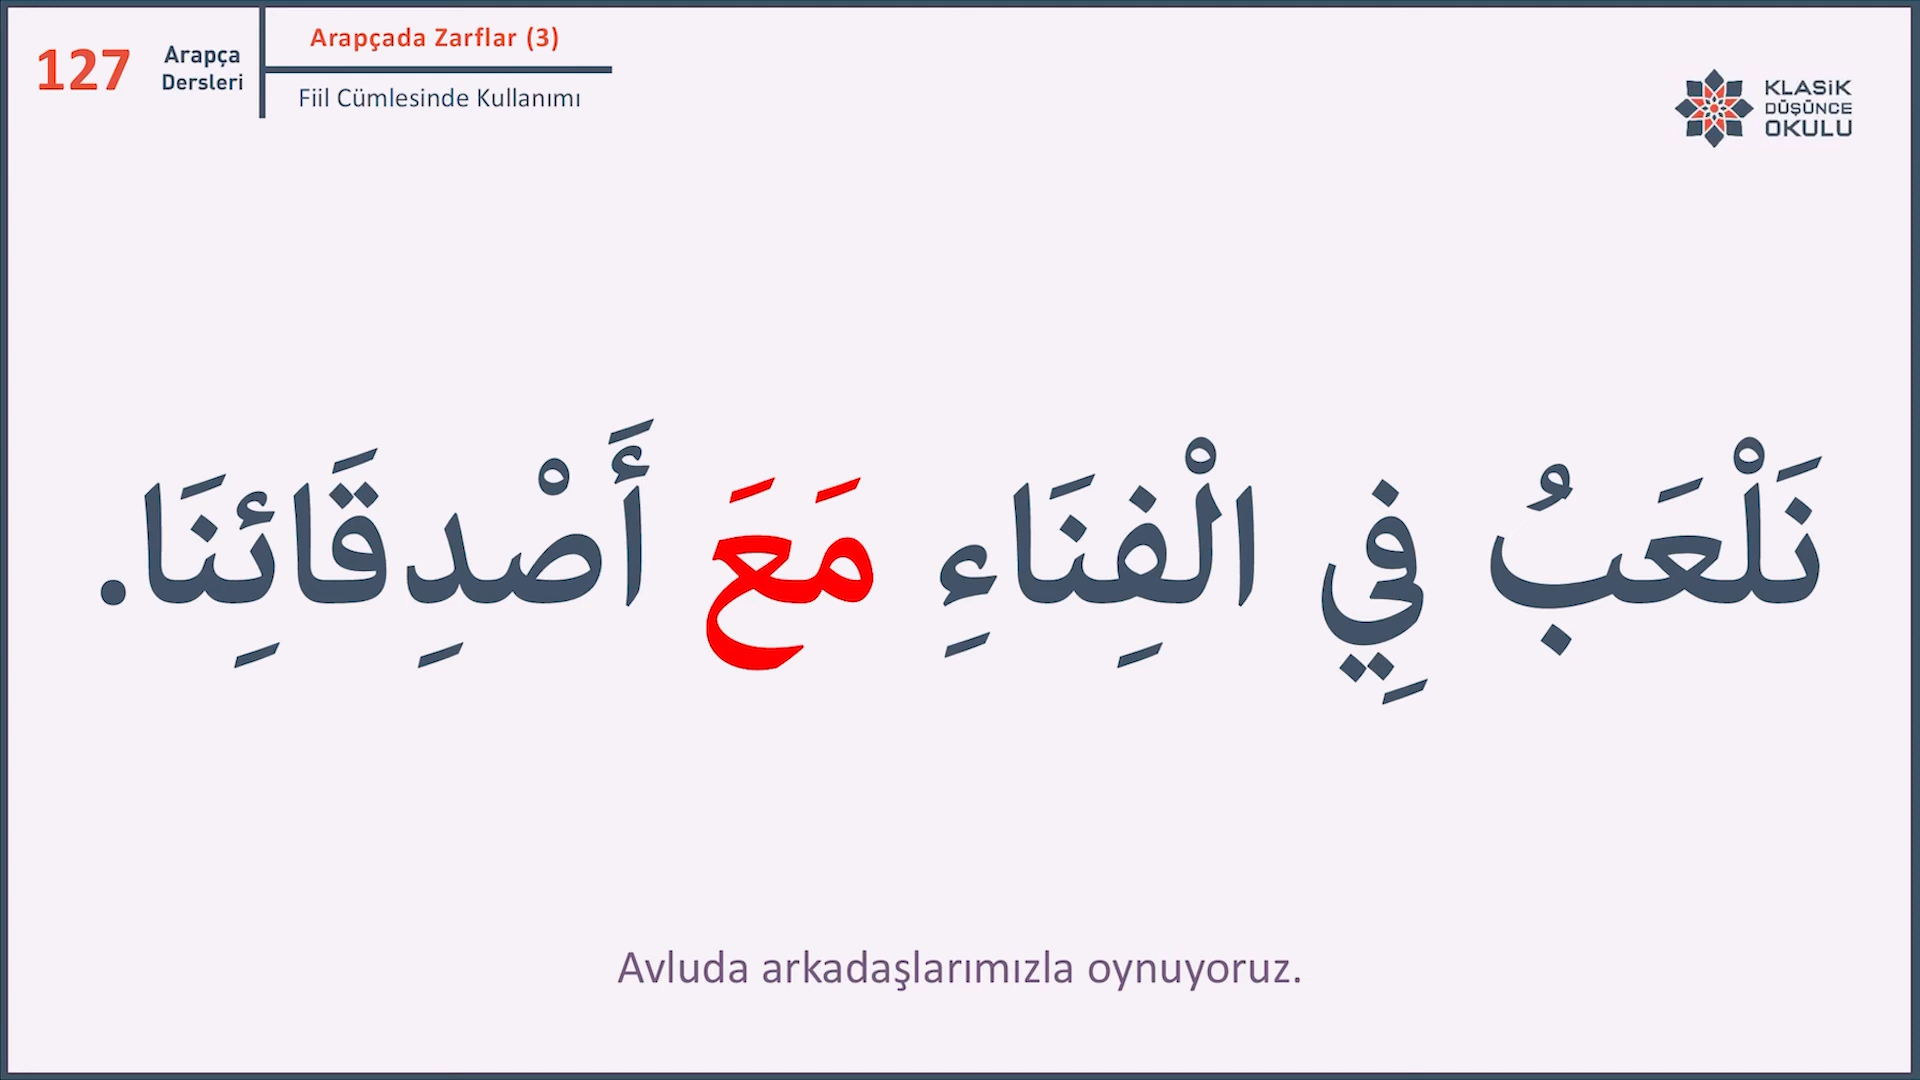 127
Arapça
Dersleri
Arapçada Zarflar (3)
Fiil Cümlesinde Kullanımı
KLASİK
DÜŞÜNCE
OKULU
نَلْعَبُ فِي الْفِنَاءِ مَعَ أَصْدِقَائِنَا.
Avluda arkadaşlarımızla oynuyoruz.